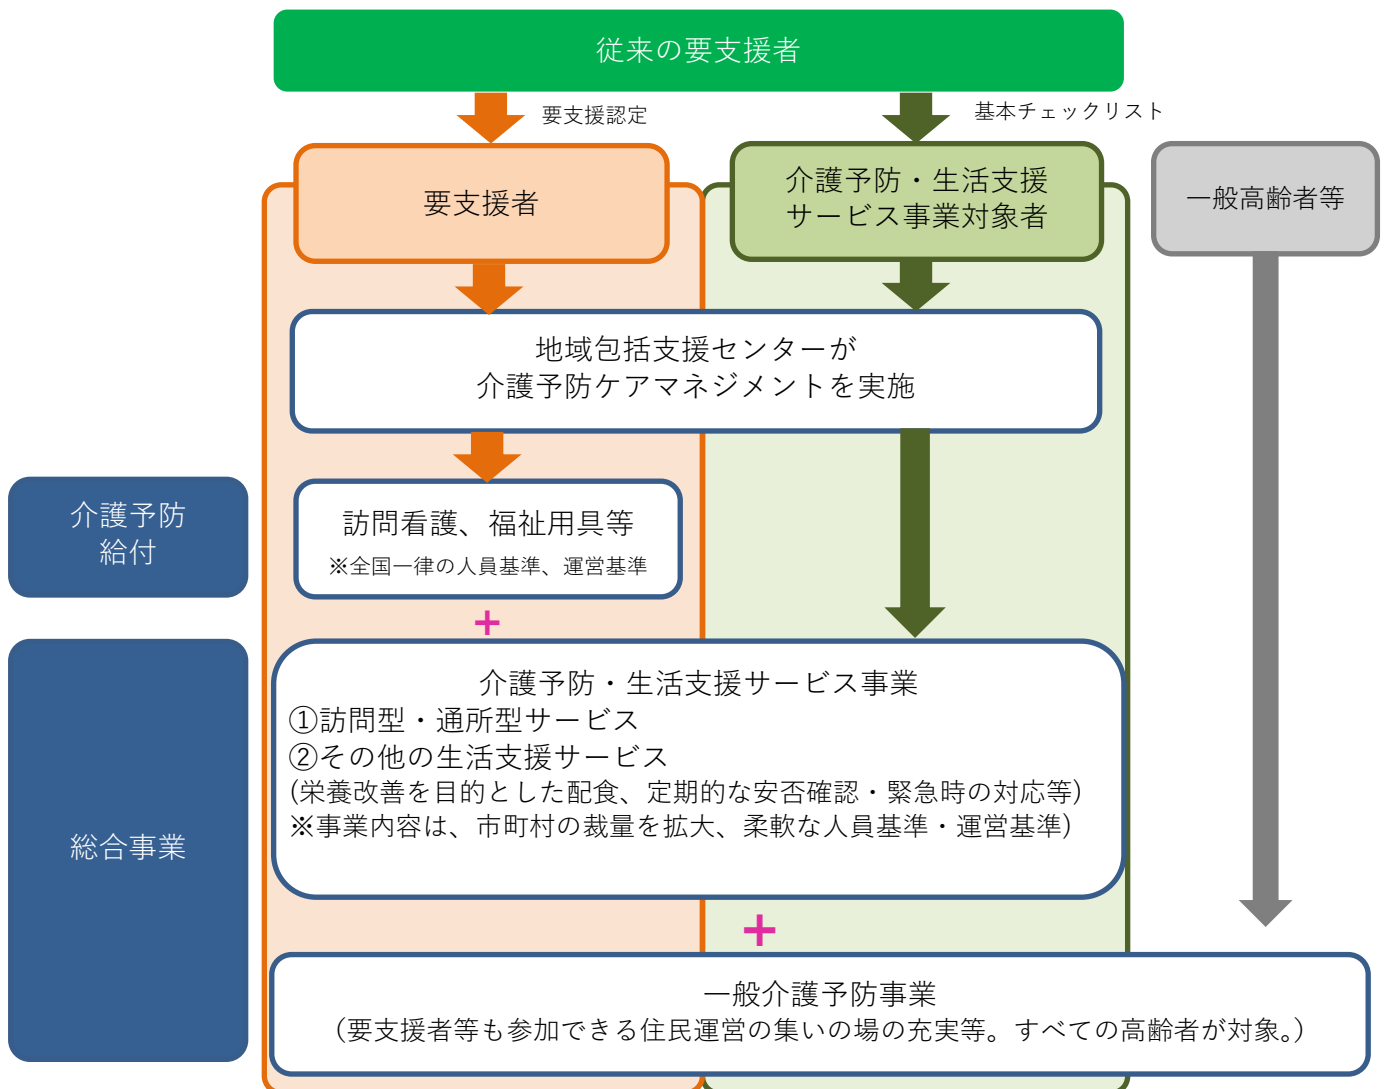 従来の要支援者
要支援認定
基本チェックリスト
要支援者
介護予防・生活支援
サービス事業対象者
一般高齢者等
地域包括支援センターが
介護予防ケアマネジメントを実施
介護予防
給付
訪問看護、福祉用具等
※全国一律の人員基準、運営基準
+
総合事業
介護予防・生活支援サービス事業
①訪問型・通所型サービス
②その他の生活支援サービス
(栄養改善を目的とした配食、定期的な安否確認・緊急時の対応等)
※事業内容は、市町村の裁量を拡大、柔軟な人員基準・運営基準)
+
一般介護予防事業
（要支援者等も参加できる住民運営の集いの場の充実等。すべての高齢者が対象。）